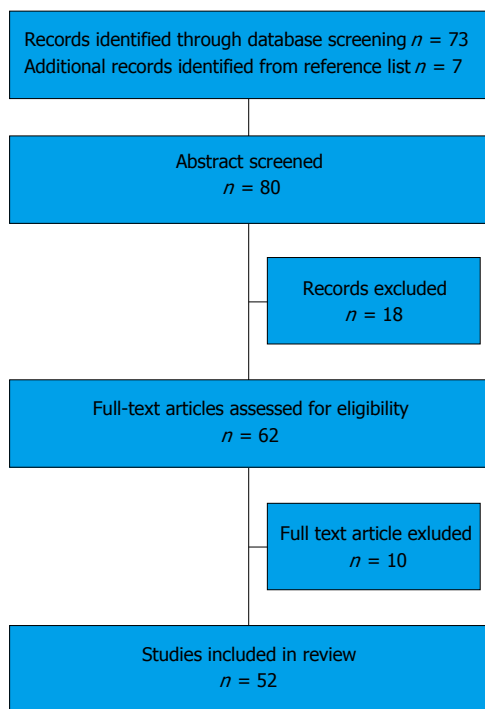 Records identified through database screening n = 73
Additional records identified from reference list n = 7
Abstract screened
n = 80
Records excluded
n = 18
Full-text articles assessed for eligibility
n = 62
Full text article exluded
n = 10
Studies included in review
n = 52